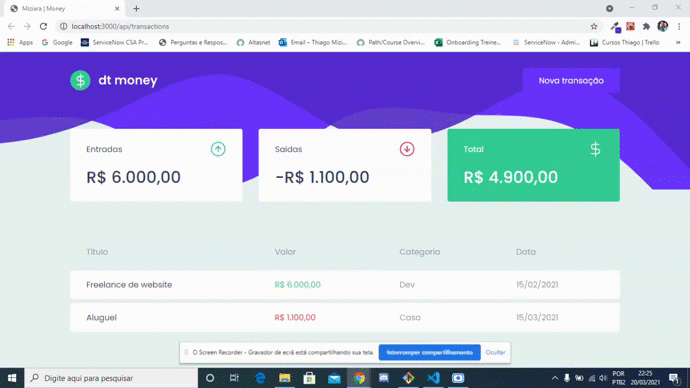 Miziara | Money
localhost:3000/api/transactions
Apps Google ServiceNow CSA Pr... Perguntas e Respos... Altasnet Email – Thiago Mizi... Path/Course Overvi... Onboarding Treine... ServiceNow - Admi... Cursos Thiago | Trello »
dt money
Nova transação
Entradas
R$ 6.000,00
Saídas
-R$ 1.100,00
Total
R$ 4.900,00
Título Valor Categoria Data
Freelance de website R$ 6.000,00 Dev 15/02/2021
Aluguel R$ 1.100,00 Casa 15/03/2021
O Screen Recorder - Gravador de ecrã está compartilhando sua tela. Interromper compartilhamento Ocultar
Digite aqui para pesquisar
POR
PTB2
22:25
20/03/2021